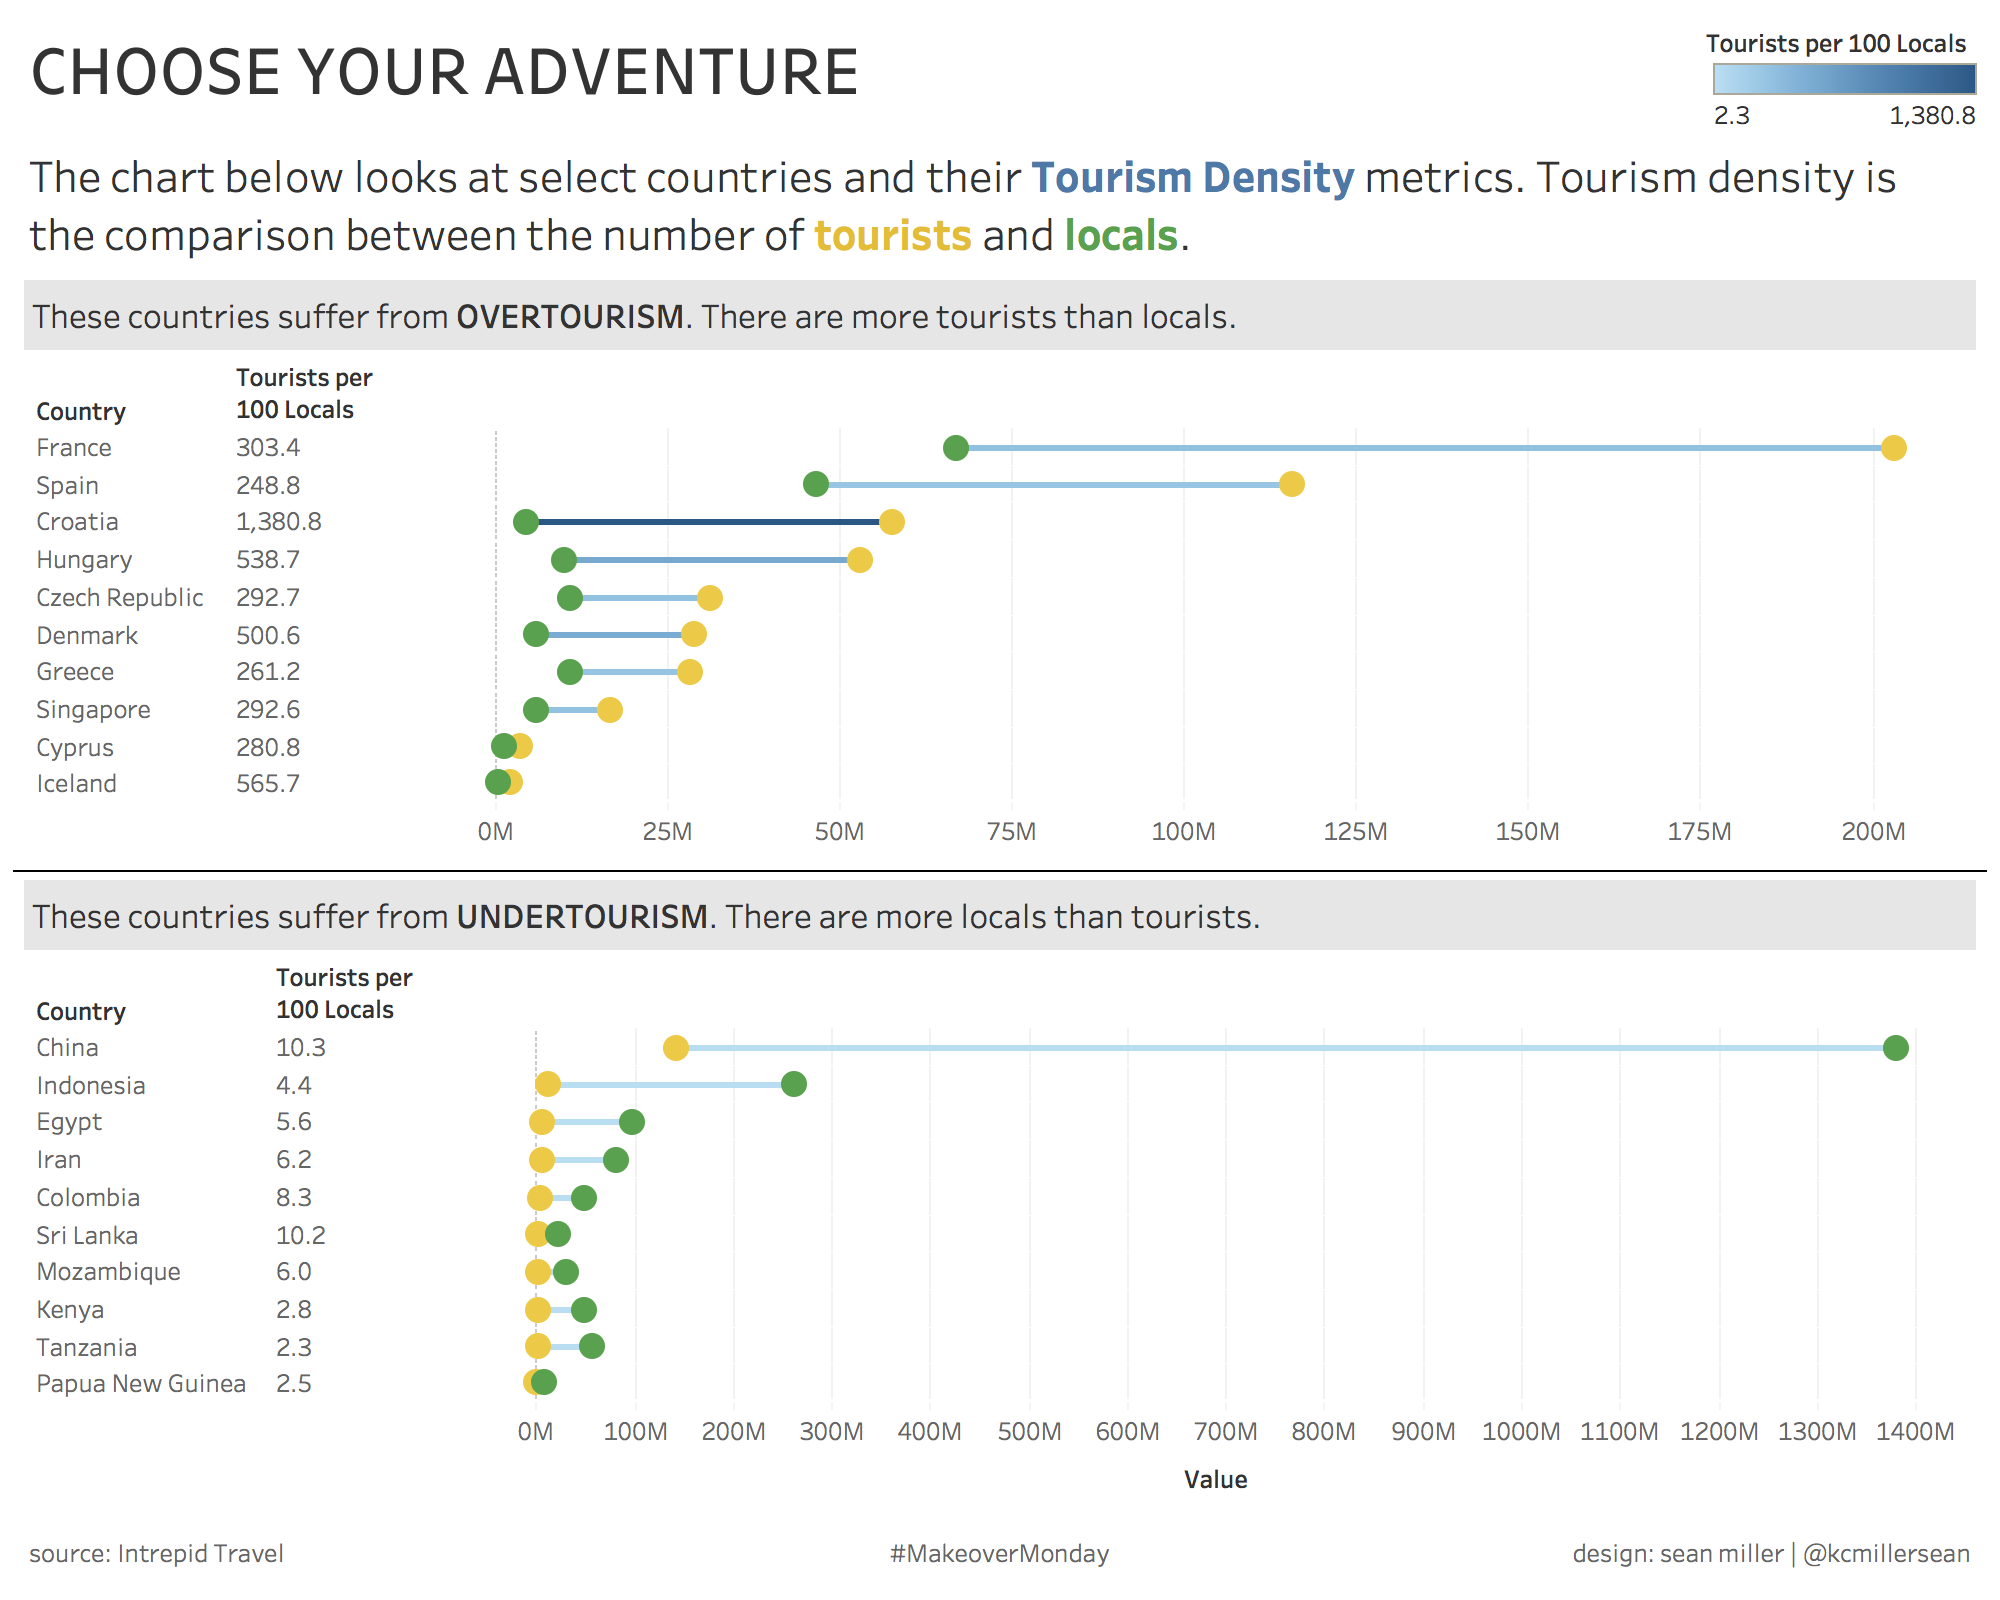 CHOOSE YOUR ADVENTURE
Tourists per 100 Locals
2.3 1,380.8
The chart below looks at select countries and their Tourism Density metrics. Tourism density is
the comparison between the number of tourists and locals.
These countries suffer from OVERTOURISM. There are more tourists than locals.
Tourists per
Country 100 Locals
France 303.4
Spain 248.8
Croatia 1,380.8
Hungary 538.7
Czech Republic 292.7
Denmark 500.6
Greece 261.2
Singapore 292.6
Cyprus 280.8
Iceland 565.7
0M 25M 50M 75M 100M 125M 150M 175M 200M
These countries suffer from UNDERTOURISM. There are more locals than tourists.
Tourists per
Country 100 Locals
China 10.3
Indonesia 4.4
Egypt 5.6
Iran 6.2
Colombia 8.3
Sri Lanka 10.2
Mozambique 6.0
Kenya 2.8
Tanzania 2.3
Papua New Guinea 2.5
0M 100M 200M 300M 400M 500M 600M 700M 800M 900M 1000M 1100M 1200M 1300M 1400M
Value
source: Intrepid Travel #MakeoverMonday design: sean miller | @kcmillersean